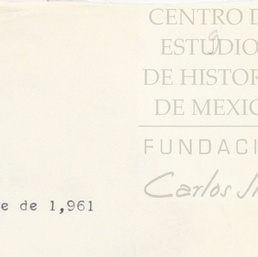 CENTRO D
ESTUDIO
DE HISTOR
DE MEXIC
FUNDACI
Carlos
e de 1,961